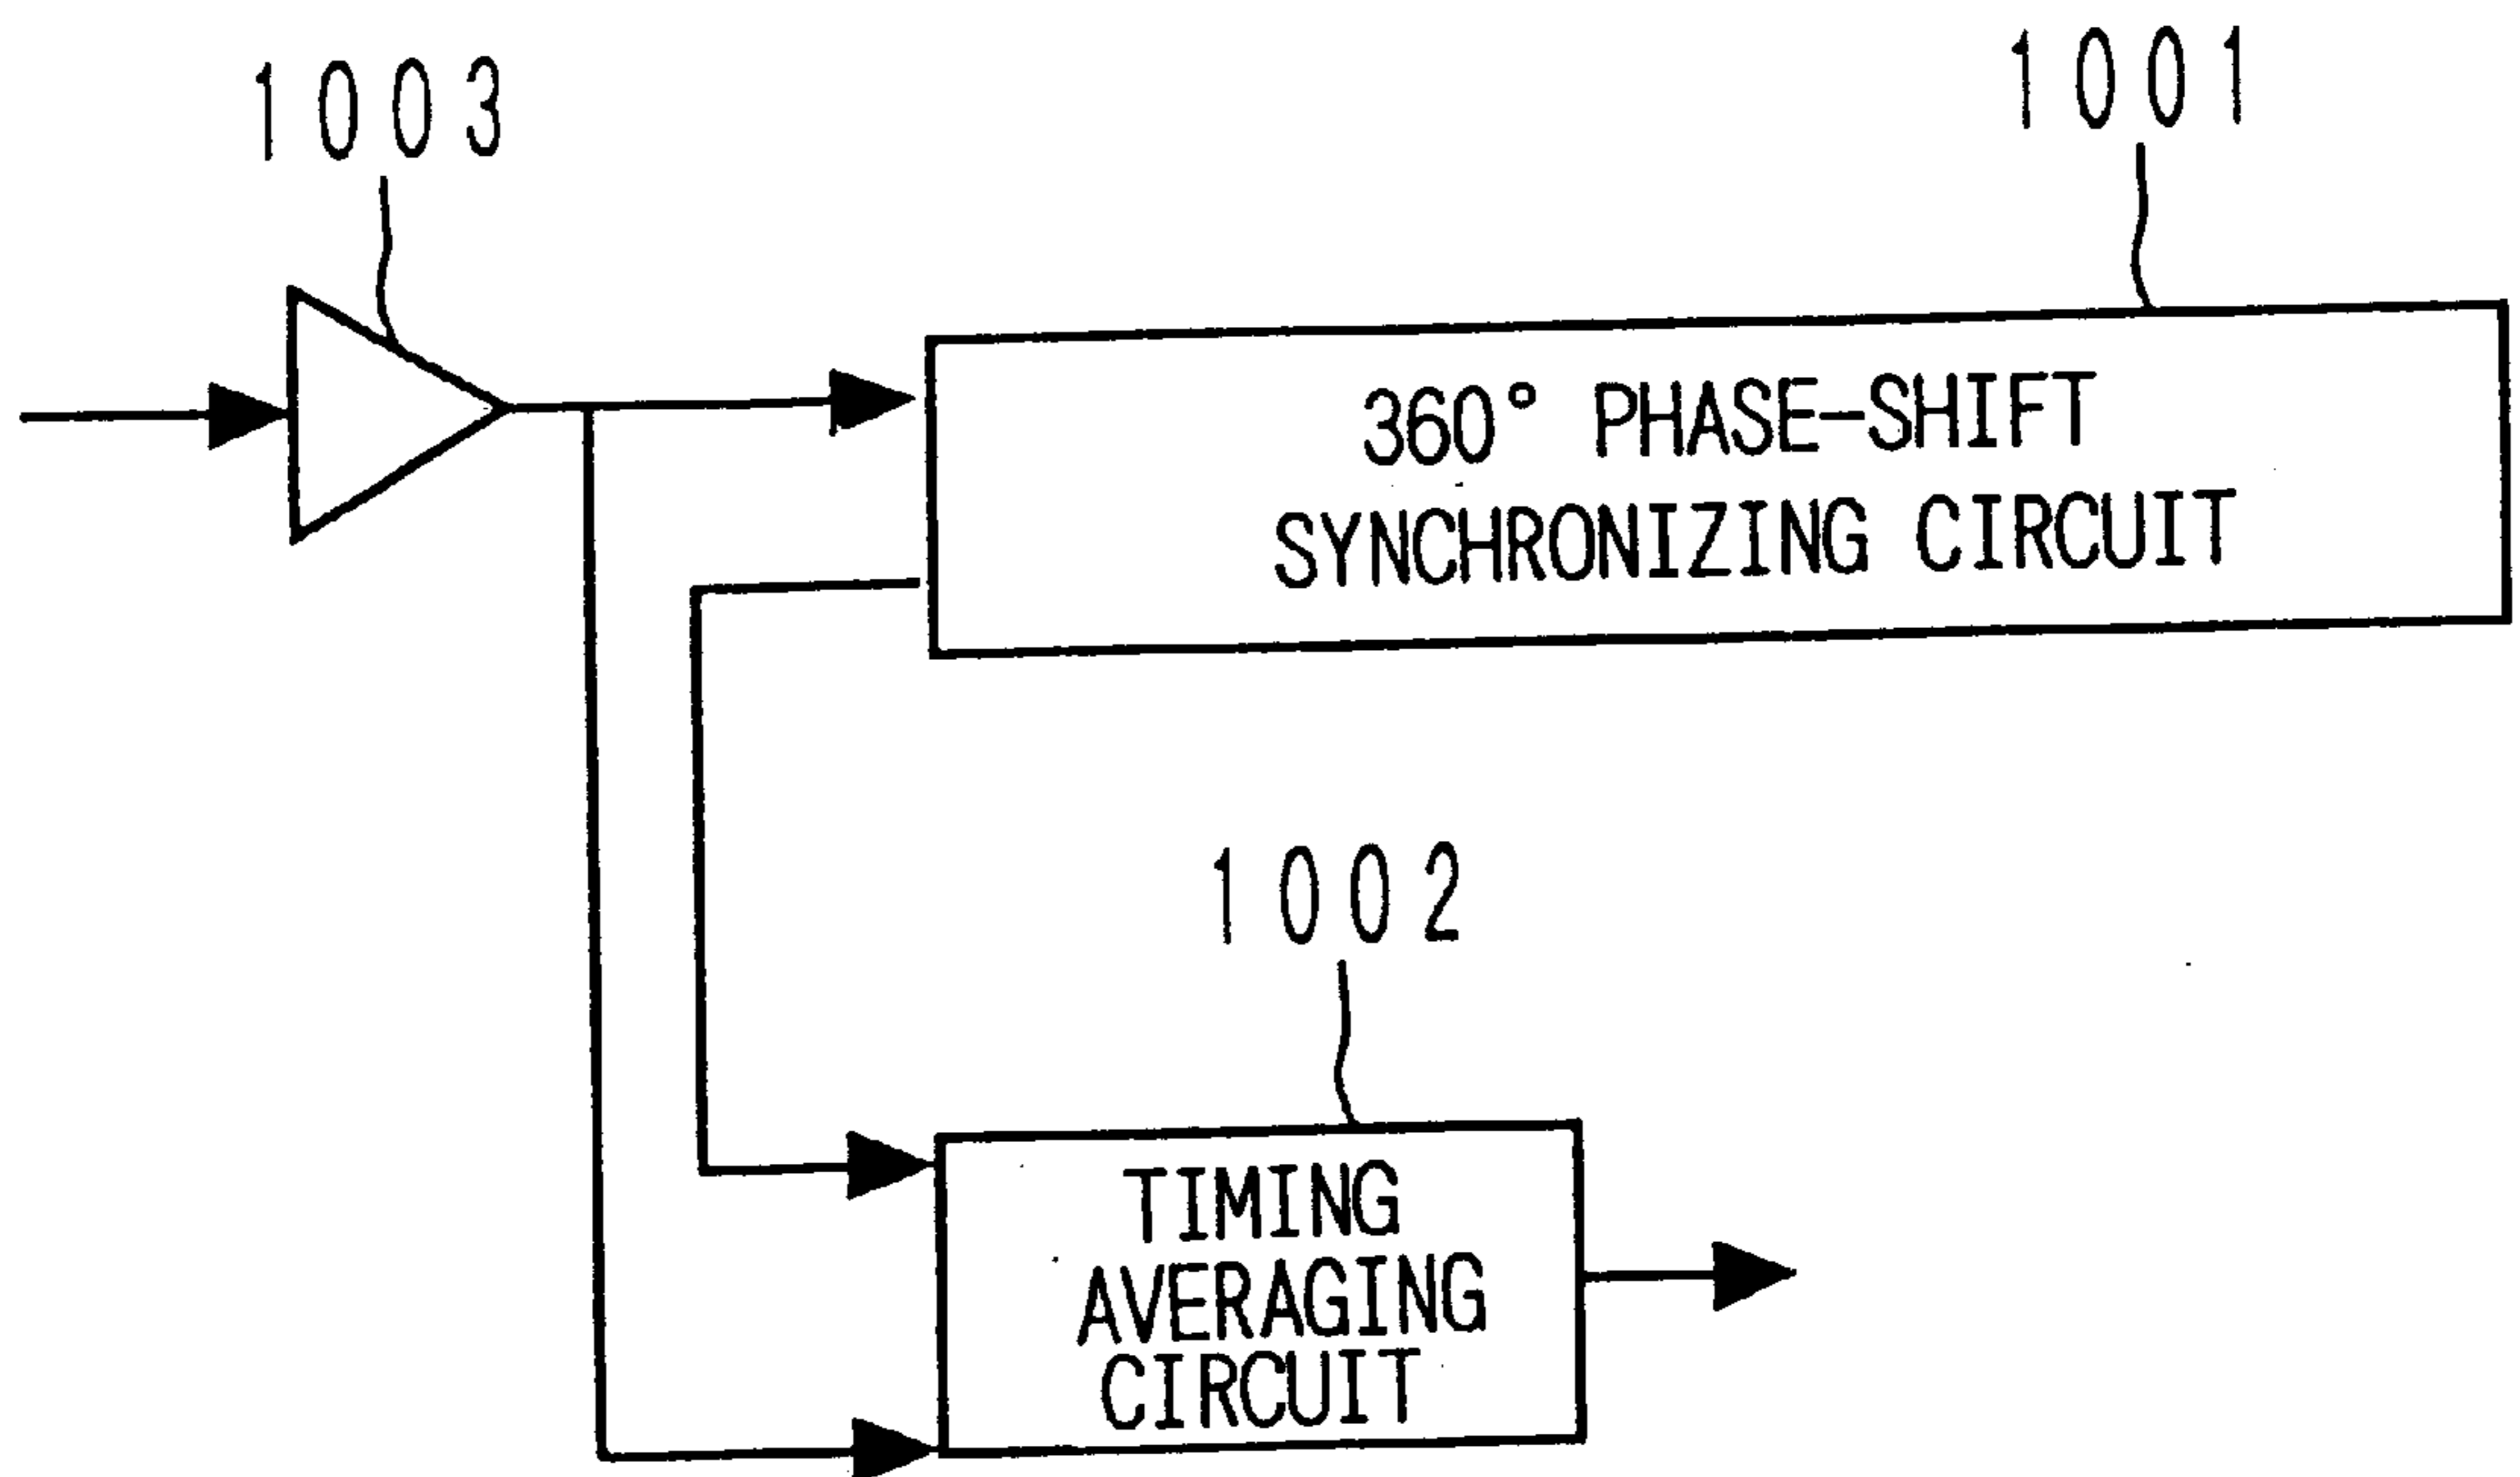 1003
1001
360° PHASE-SHIFT
SYNCHRONIZING CIRCUIT
1002
TIMING
AVERAGING
CIRCUIT